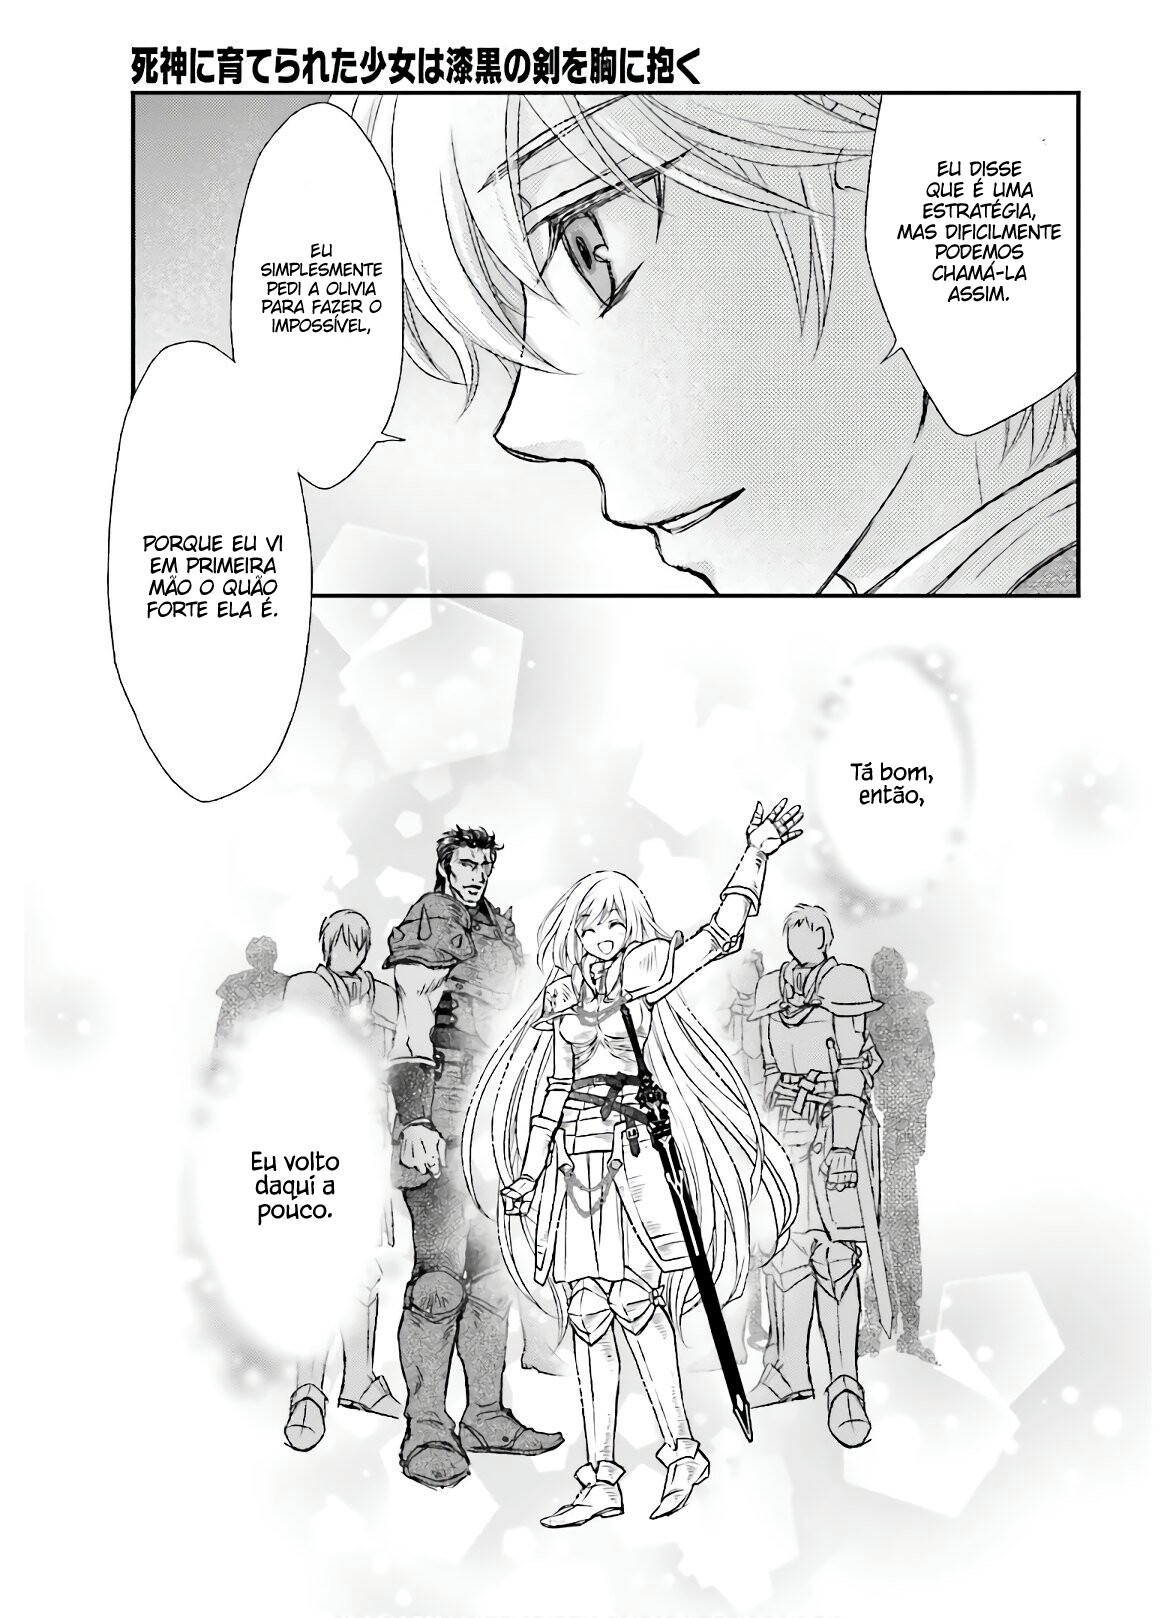 死神に育てられた少女は漆黒の剣を胸に抱く
EU DISSE
QUE É UMA
ESTRATÉGIA,
MAS DIFICILMENTE
PODEMOS
CHAMÁ-LA
ASSIM.
EU
SIMPLESMENTE
PEDI A OLIVIA
PARA FAZER O
IMPOSSÍVEL,
PORQUE EU VI
EM PRIMEIRA
MÃO O QUÃO
FORTE ELA É.
Tá bom,
então,
Eu volto
daqui a
pouco.